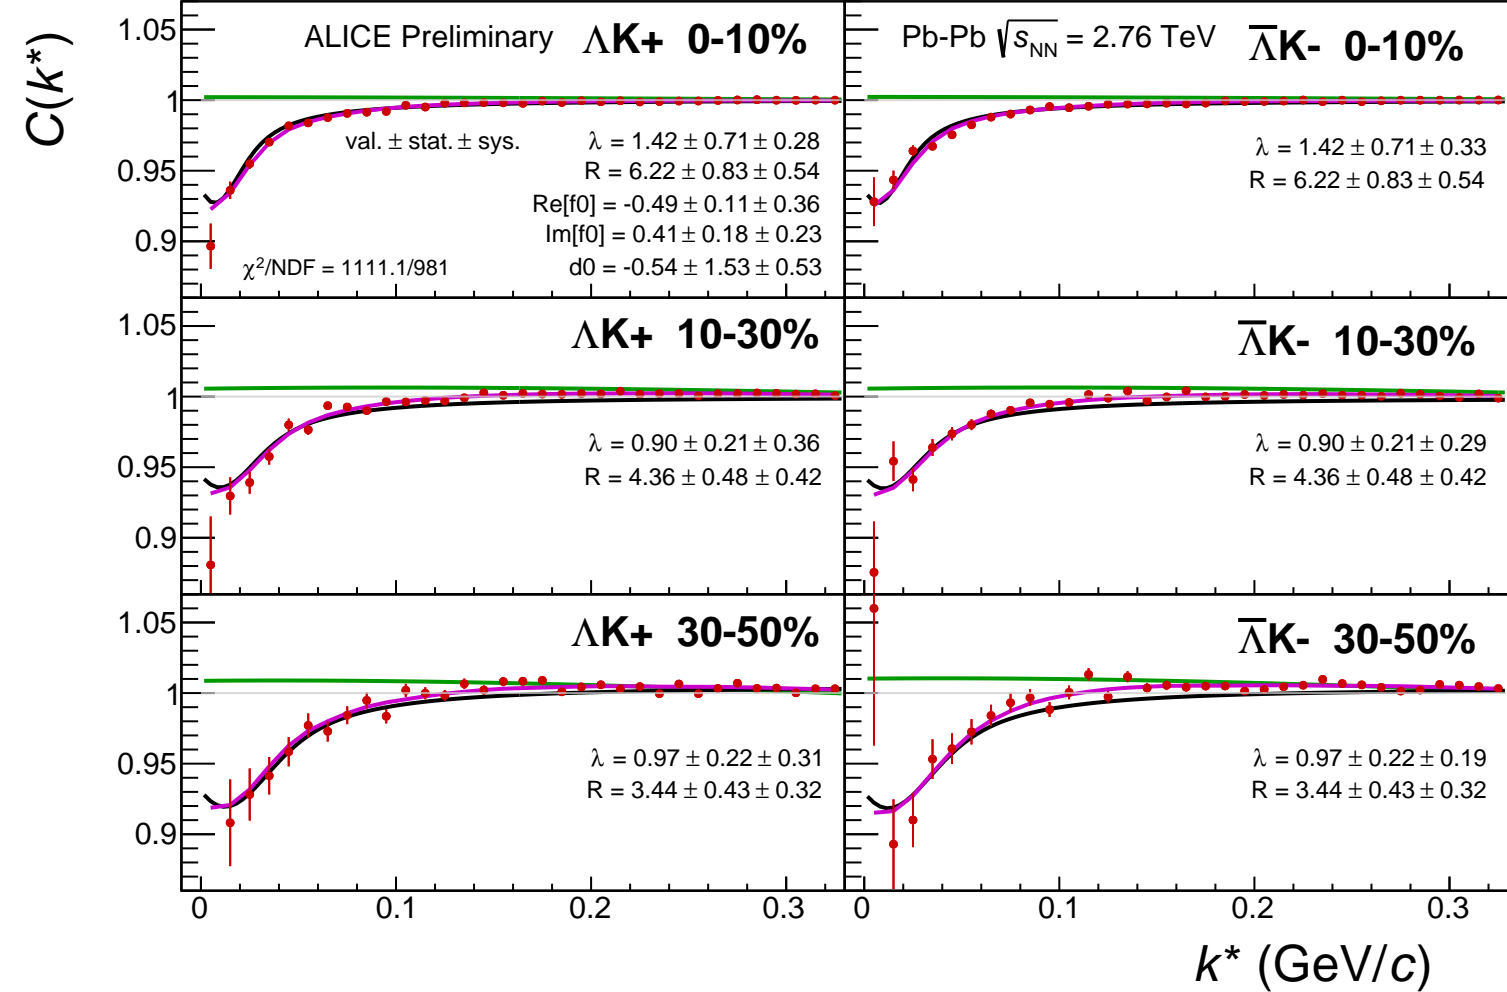 C(k*)
ALICE Preliminary ΛK+ 0-10%
val. ± stat. ± sys.
λ = 1.42 ± 0.71 ± 0.28
R = 6.22 ± 0.83 ± 0.54
Re[f0] = -0.49 ± 0.11 ± 0.36
Im[f0] = 0.41 ± 0.18 ± 0.23
χ²/NDF = 1111.1/981
d0 = -0.54 ± 1.53 ± 0.53
1.05
1
0.95
0.9
Pb-Pb √s_NN = 2.76 TeV Λ̅K- 0-10%
λ = 1.42 ± 0.71 ± 0.33
R = 6.22 ± 0.83 ± 0.54
ΛK+ 10-30%
λ = 0.90 ± 0.21 ± 0.36
R = 4.36 ± 0.48 ± 0.42
1.05
1
0.95
0.9
Λ̅K- 10-30%
λ = 0.90 ± 0.21 ± 0.29
R = 4.36 ± 0.48 ± 0.42
ΛK+ 30-50%
λ = 0.97 ± 0.22 ± 0.31
R = 3.44 ± 0.43 ± 0.32
1.05
1
0.95
0.9
Λ̅K- 30-50%
λ = 0.97 ± 0.22 ± 0.19
R = 3.44 ± 0.43 ± 0.32
0 0.1 0.2 0.3
0 0.1 0.2 0.3
k* (GeV/c)